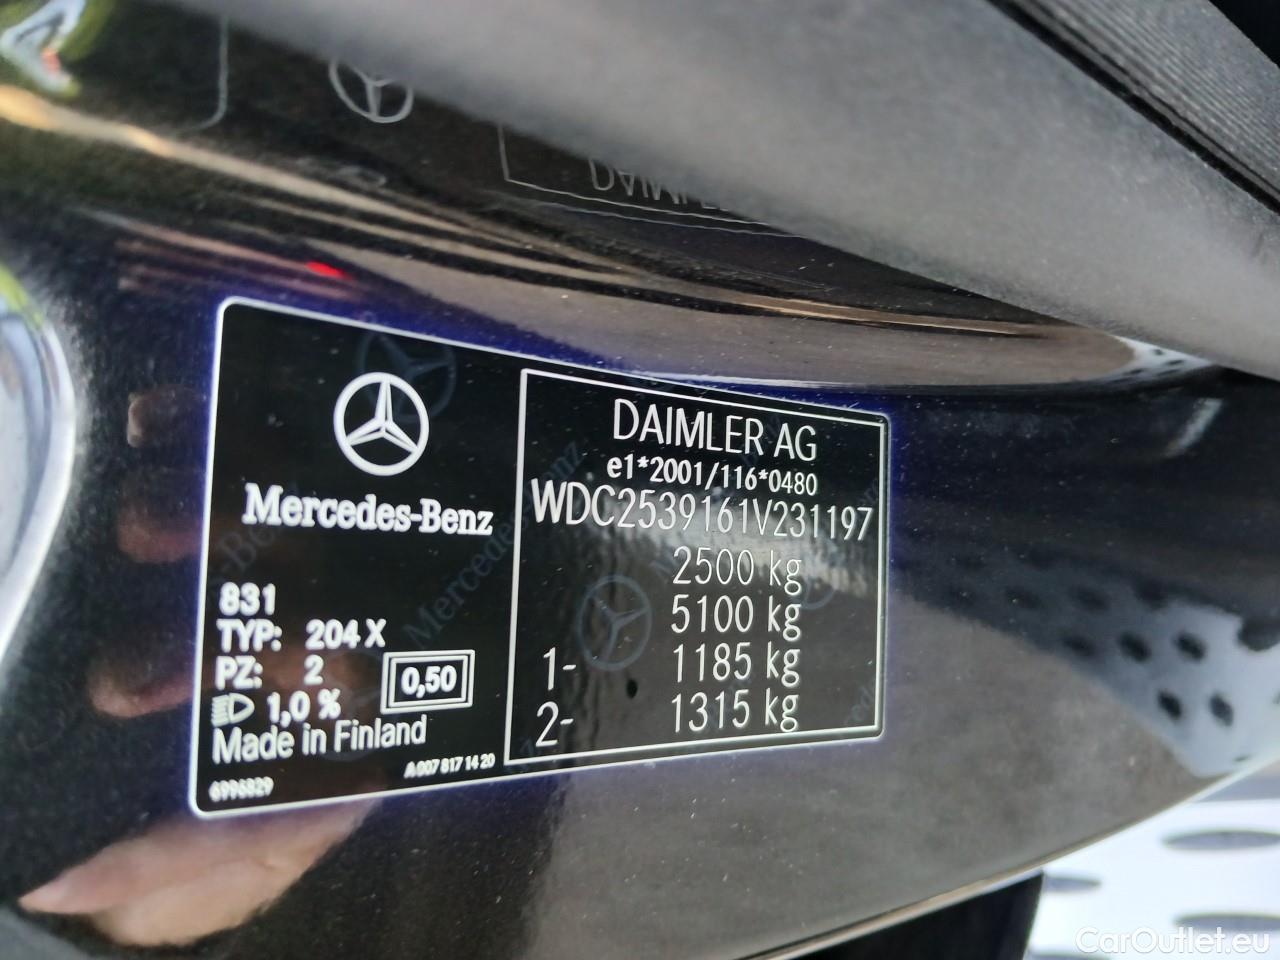 Mercedes-Benz
831
TYP: 204 X
PZ: 2
1,0 %
0,50
Made in Finland
6996829
A 007 817 14 20
DAIMLER AG
e1*2001/116*0480
WDC2539161V231197
2500 kg
5100 kg
1- 1185 kg
2- 1315 kg
CarOutlet.eu